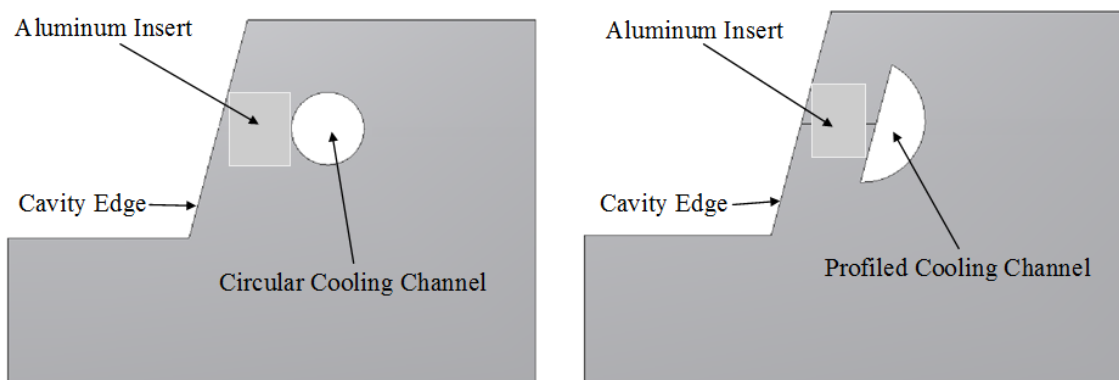 Aluminum Insert
Cavity Edge
Circular Cooling Channel
Aluminum Insert
Cavity Edge
Profiled Cooling Channel